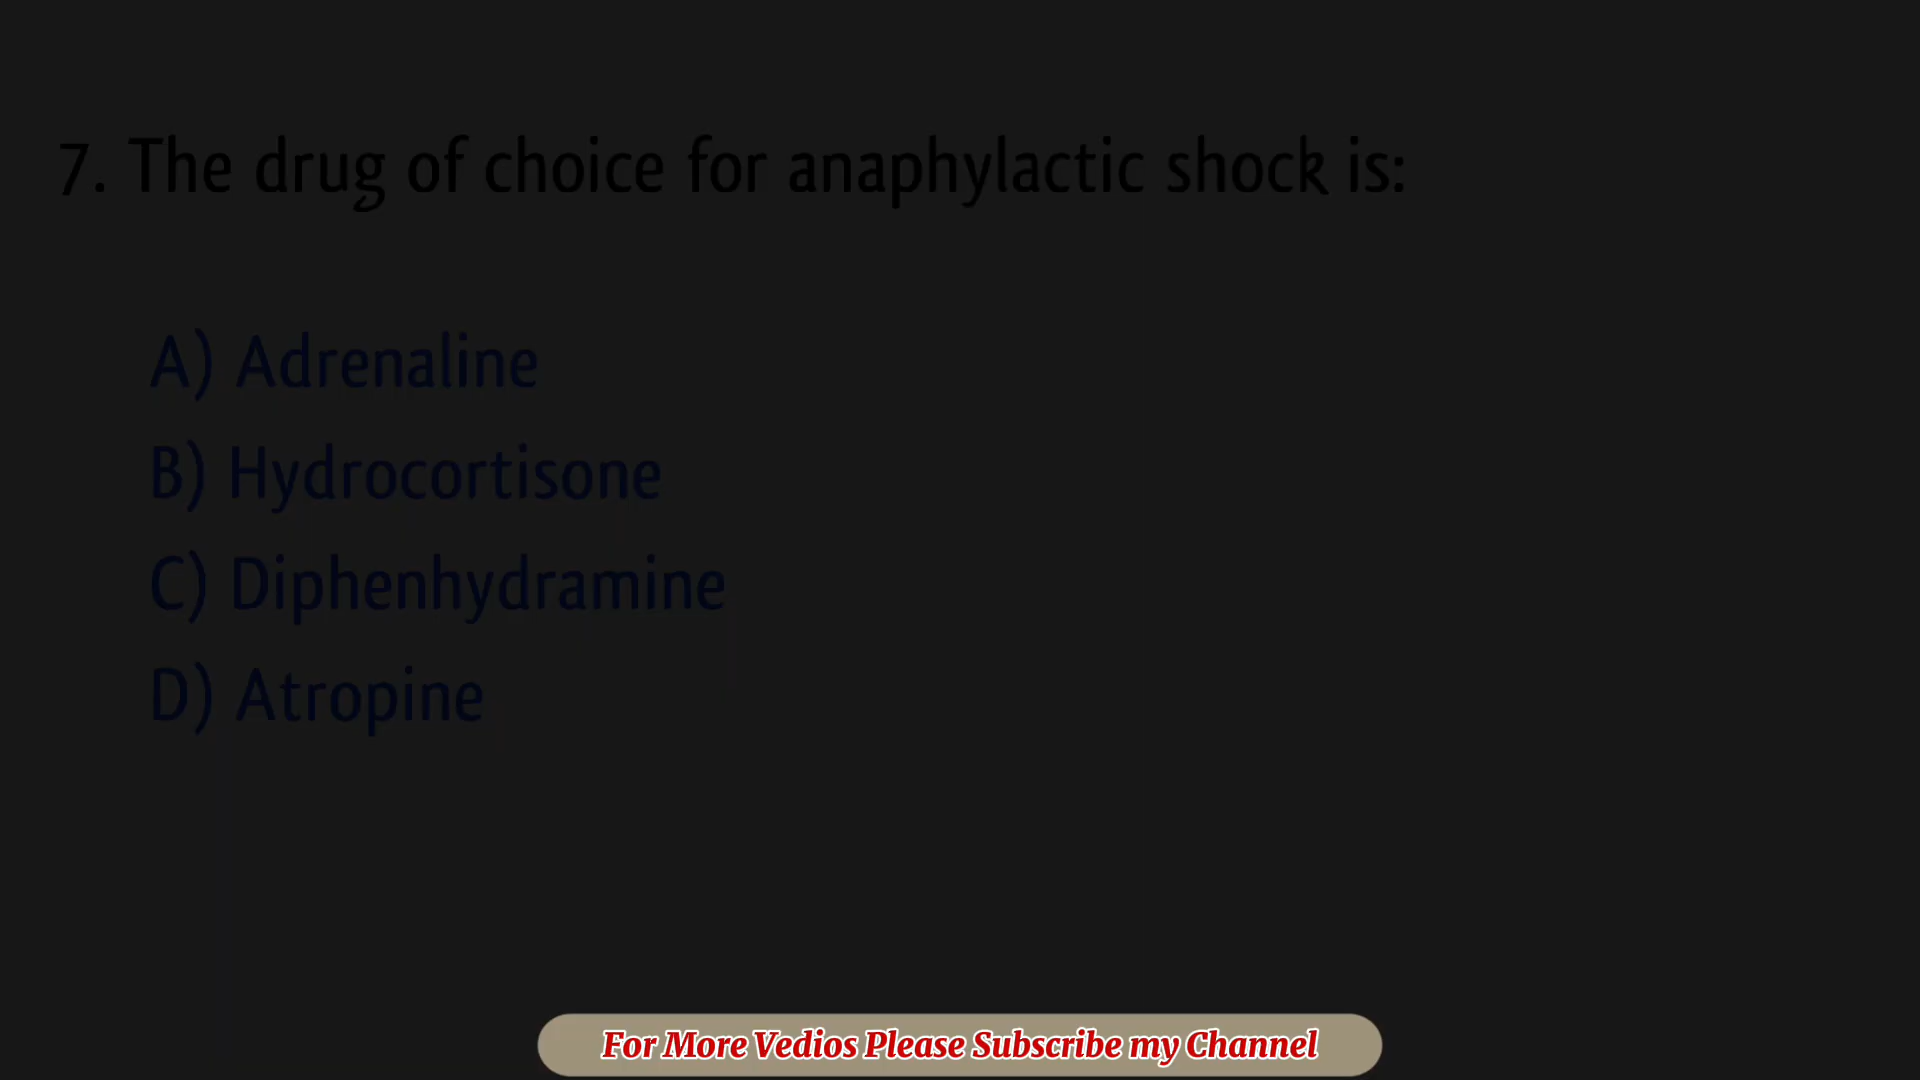 7. The drug of choice for anaphylactic shock is:
A) Adrenaline
B) Hydrocortisone
C) Diphenhydramine
D) Atropine
For More Vedios Please Subscribe my Channel